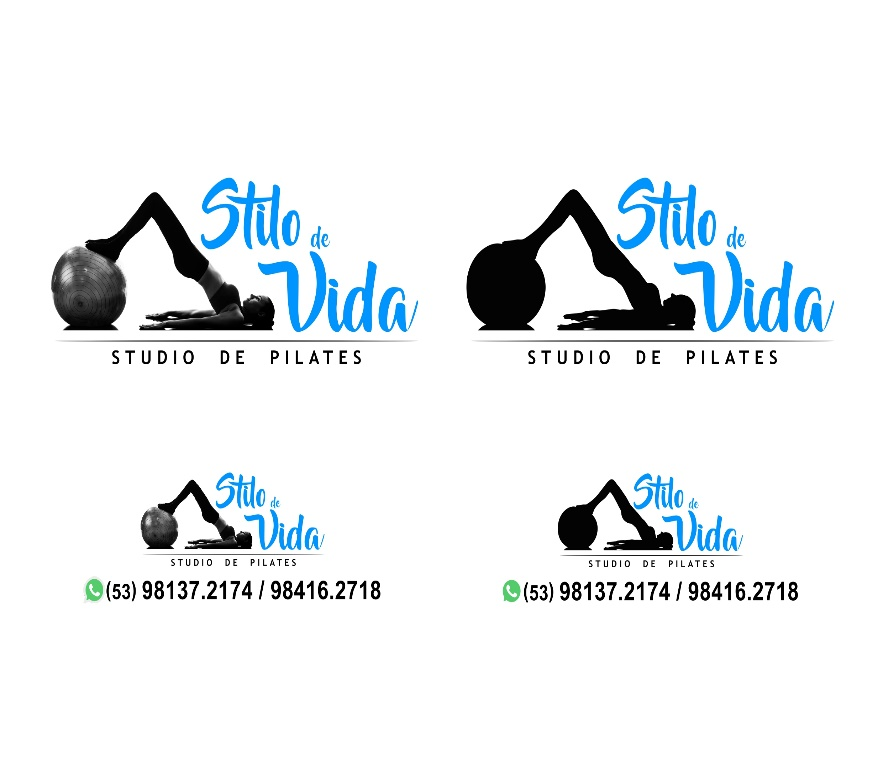 Stilo de
Vida
STUDIO DE PILATES
Stilo de
Vida
STUDIO DE PILATES
Stilo de
Vida
STUDIO DE PILATES
(53) 98137.2174 / 98416.2718
Stilo de
Vida
STUDIO DE PILATES
(53) 98137.2174 / 98416.2718